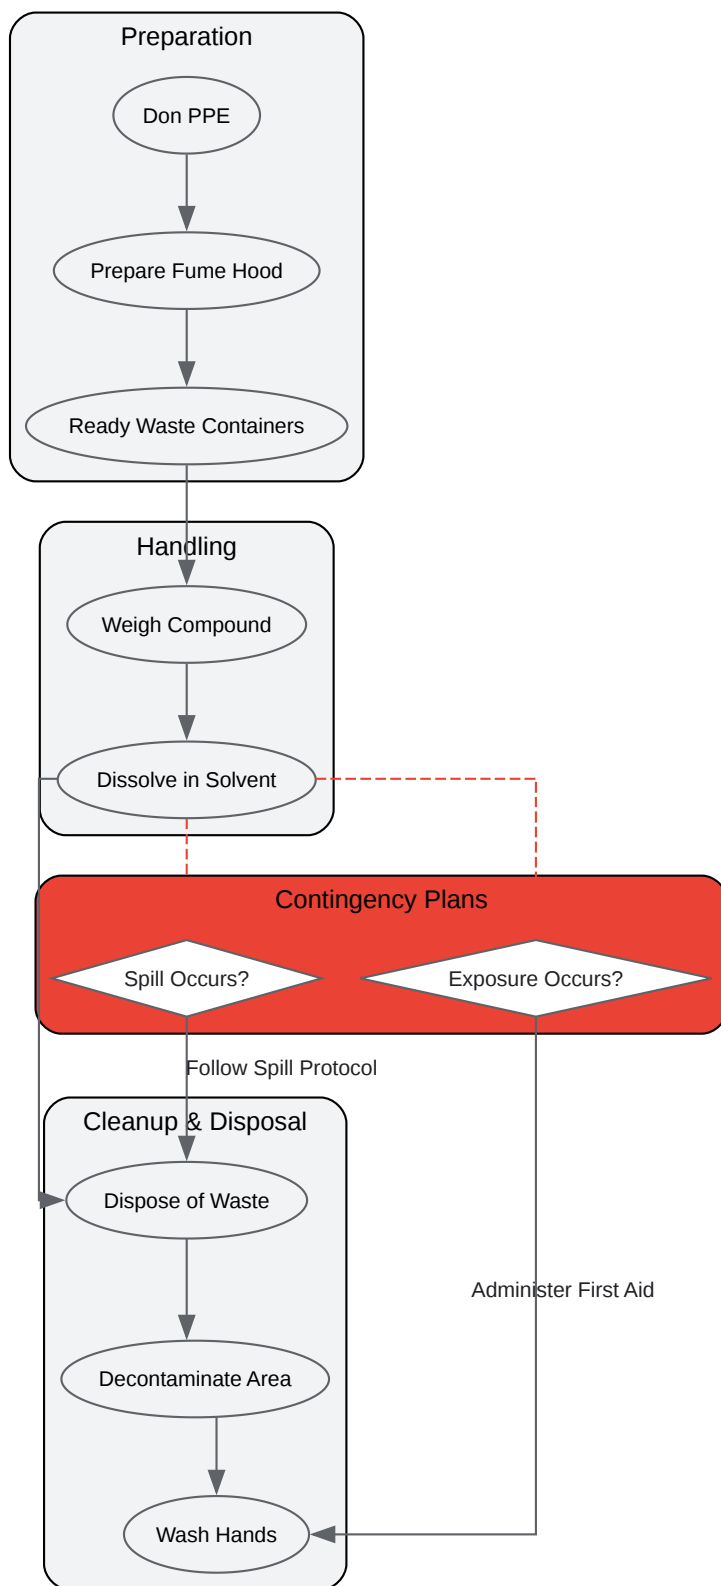 Preparation
Don PPE
Prepare Fume Hood
Ready Waste Containers
Handling
Weigh Compound
Dissolve in Solvent
Contingency Plans
Spill Occurs?
Exposure Occurs?
Follow Spill Protocol
Cleanup & Disposal
Dispose of Waste
Administer First Aid
Decontaminate Area
Wash Hands